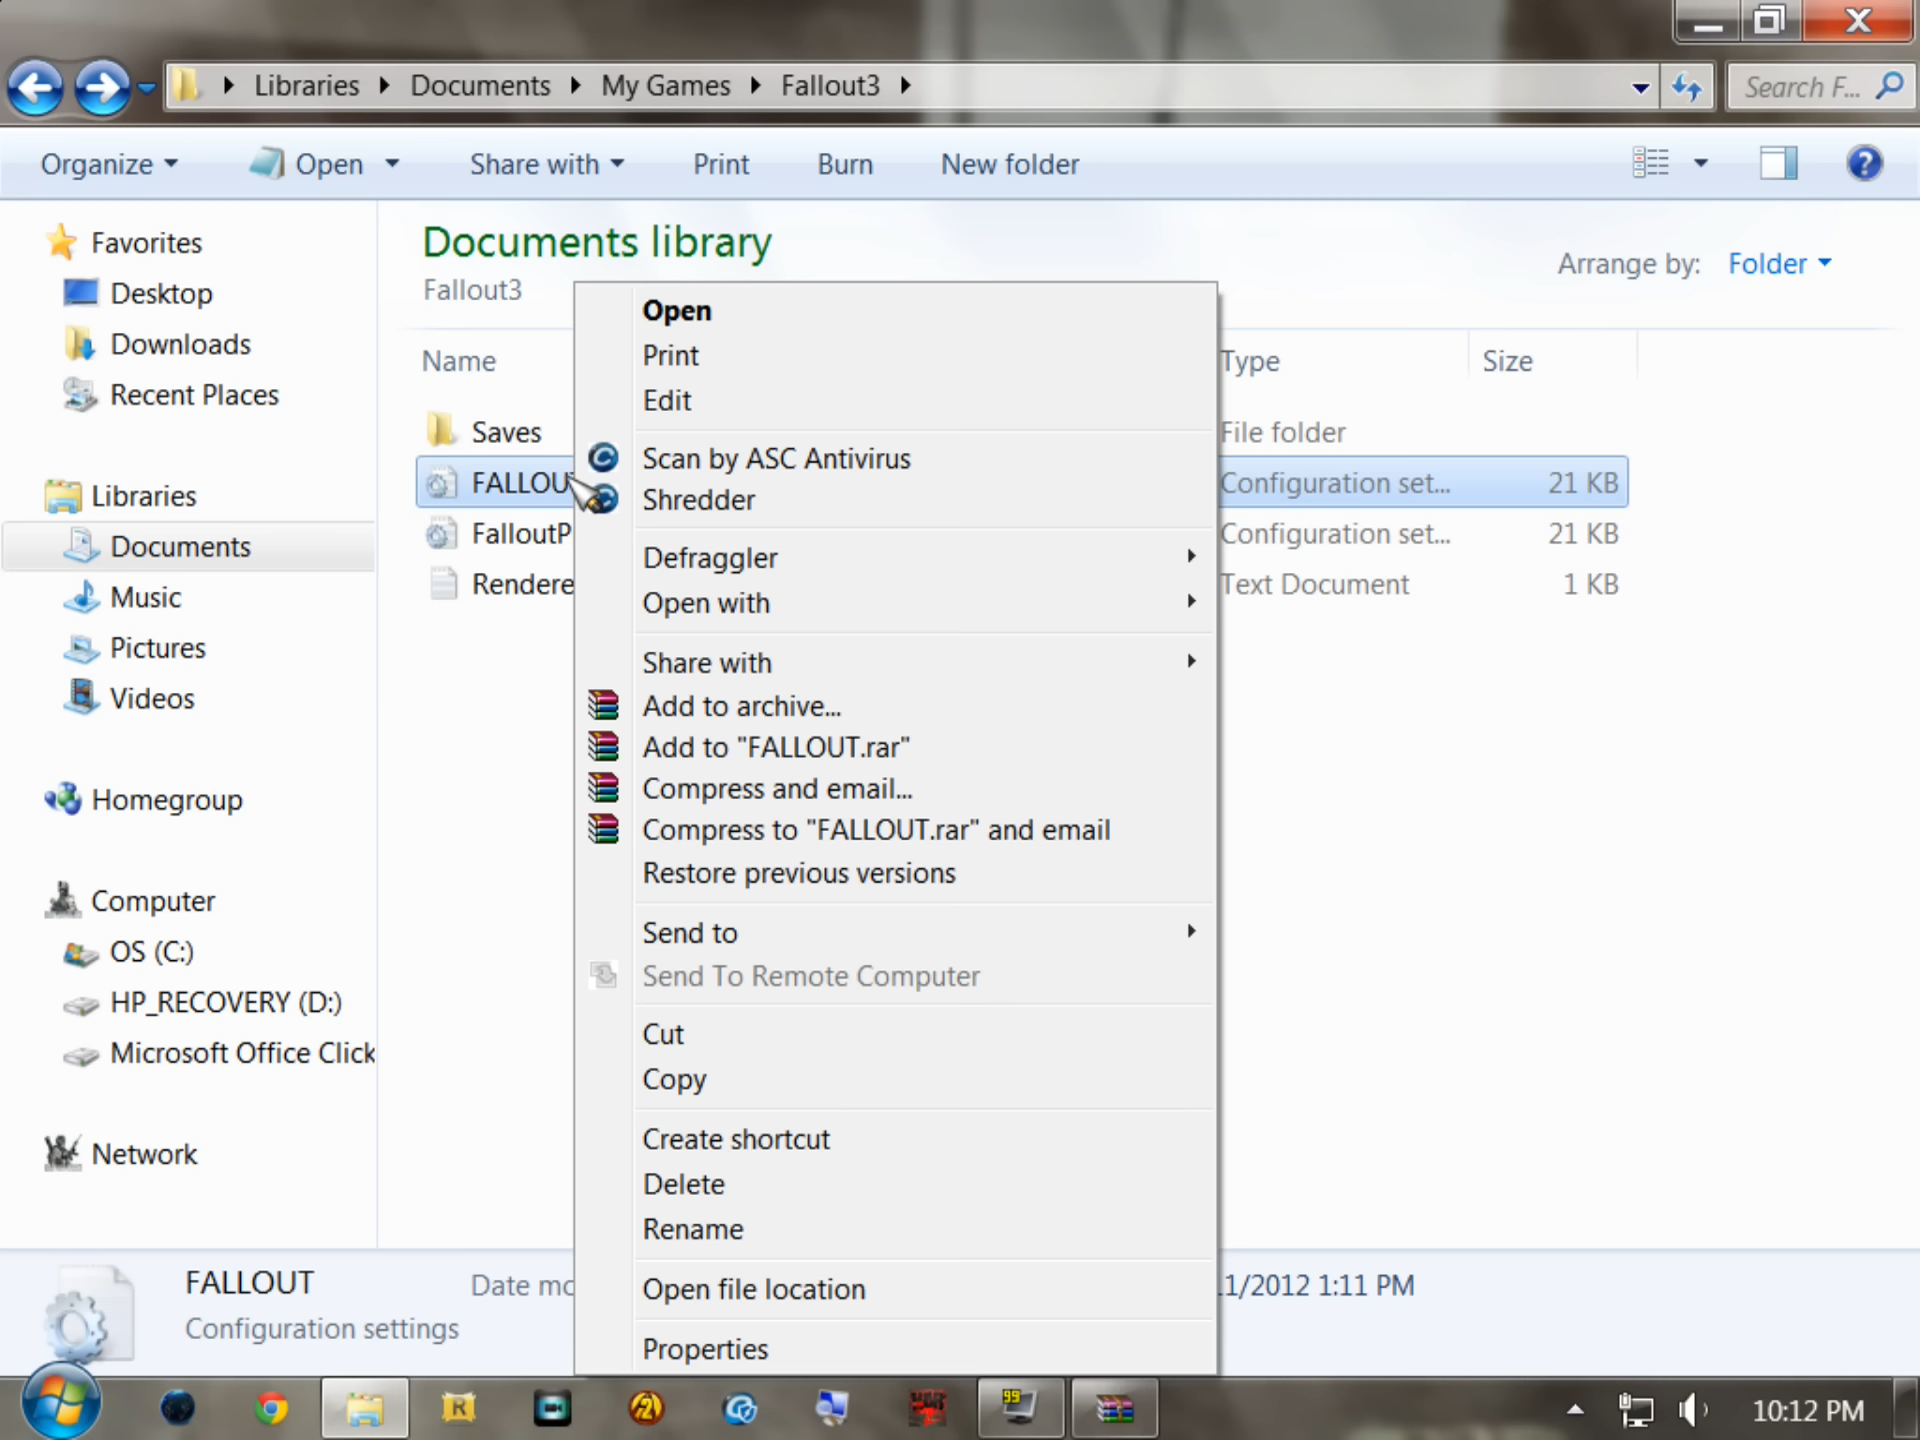 Libraries Documents My Games Fallout3 Search F...
Organize Open Share with Print Burn New folder
Favorites
Desktop
Downloads
Recent Places
Libraries
Documents
Music
Pictures
Videos
Homegroup
Computer
OS (C:)
HP_RECOVERY (D:)
Microsoft Office Click
Network
Documents library
Fallout3
Arrange by: Folder
Name Type Size
Saves File folder
FALLOU Configuration set... 21 KB
FalloutP Configuration set... 21 KB
Rendere Text Document 1 KB
Open
Print
Edit
Scan by ASC Antivirus
Shredder
Defraggler
Open with
Share with
Add to archive...
Add to "FALLOUT.rar"
Compress and email...
Compress to "FALLOUT.rar" and email
Restore previous versions
Send to
Send To Remote Computer
Cut
Copy
Create shortcut
Delete
Rename
Open file location
Properties
FALLOUT Date mo 1/2012 1:11 PM
Configuration settings
R
99
10:12 PM